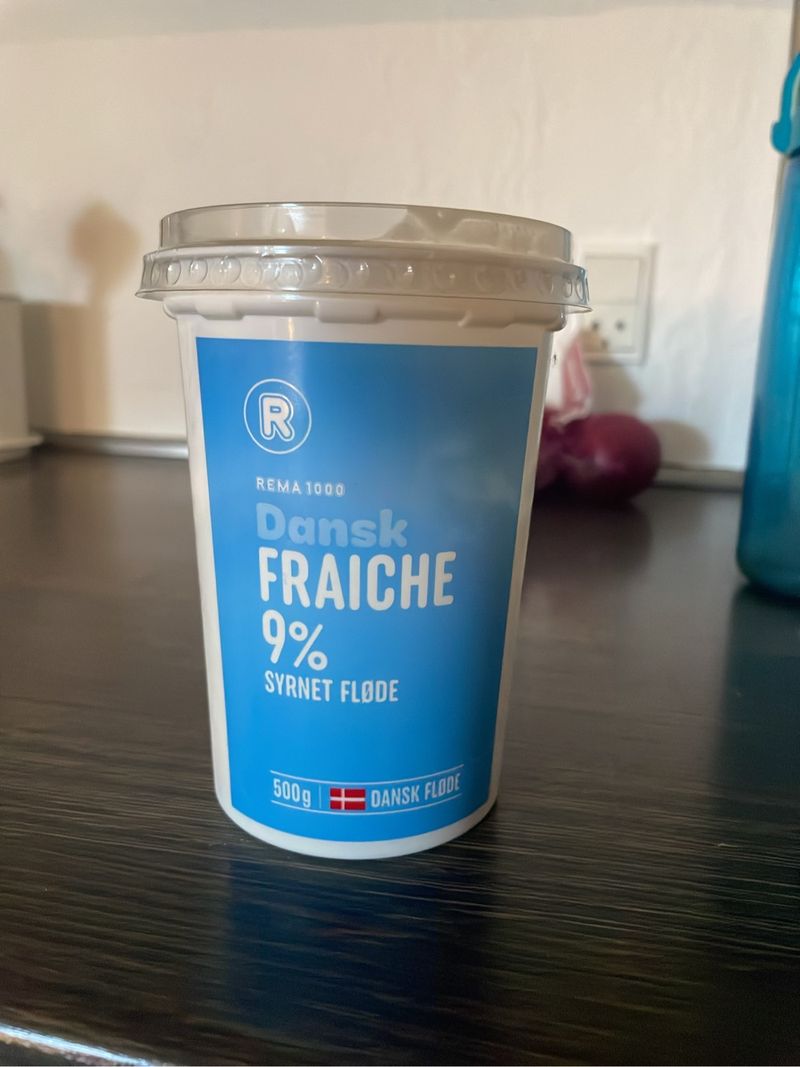 R
REMA 1000
Dansk
FRAICHE
9%
SYRNET FLØDE
500g DANSK FLØDE